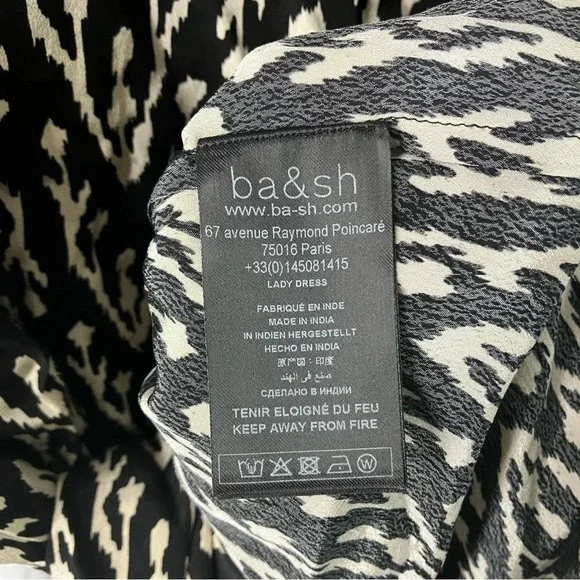 ba&sh
www.ba-sh.com
67 avenue Raymond Poincaré
75016 Paris
+33(0)145081415
LADY DRESS
FABRIQUÉ EN INDE
MADE IN INDIA
IN INDIEN HERGESTELLT
HECHO EN INDIA
صنع في الهند
СДЕЛАНО В ИНДИИ
TENIR ELOIGNÉ DU FEU
KEEP AWAY FROM FIRE
W